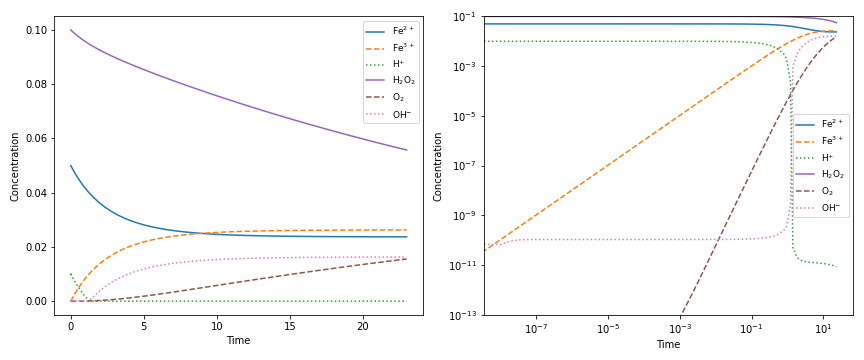 0.10
0.08
0.06
0.04
0.02
0.00
Concentration
0 5 10 15 20
Time
Fe²⁺
Fe³⁺
H⁺
H₂O₂
O₂
OH⁻
10⁻¹
10⁻³
10⁻⁵
10⁻⁷
10⁻⁹
10⁻¹¹
10⁻¹³
Concentration
10⁻⁷ 10⁻⁵ 10⁻³ 10⁻¹ 10¹
Time
Fe²⁺
Fe³⁺
H⁺
H₂O₂
O₂
OH⁻